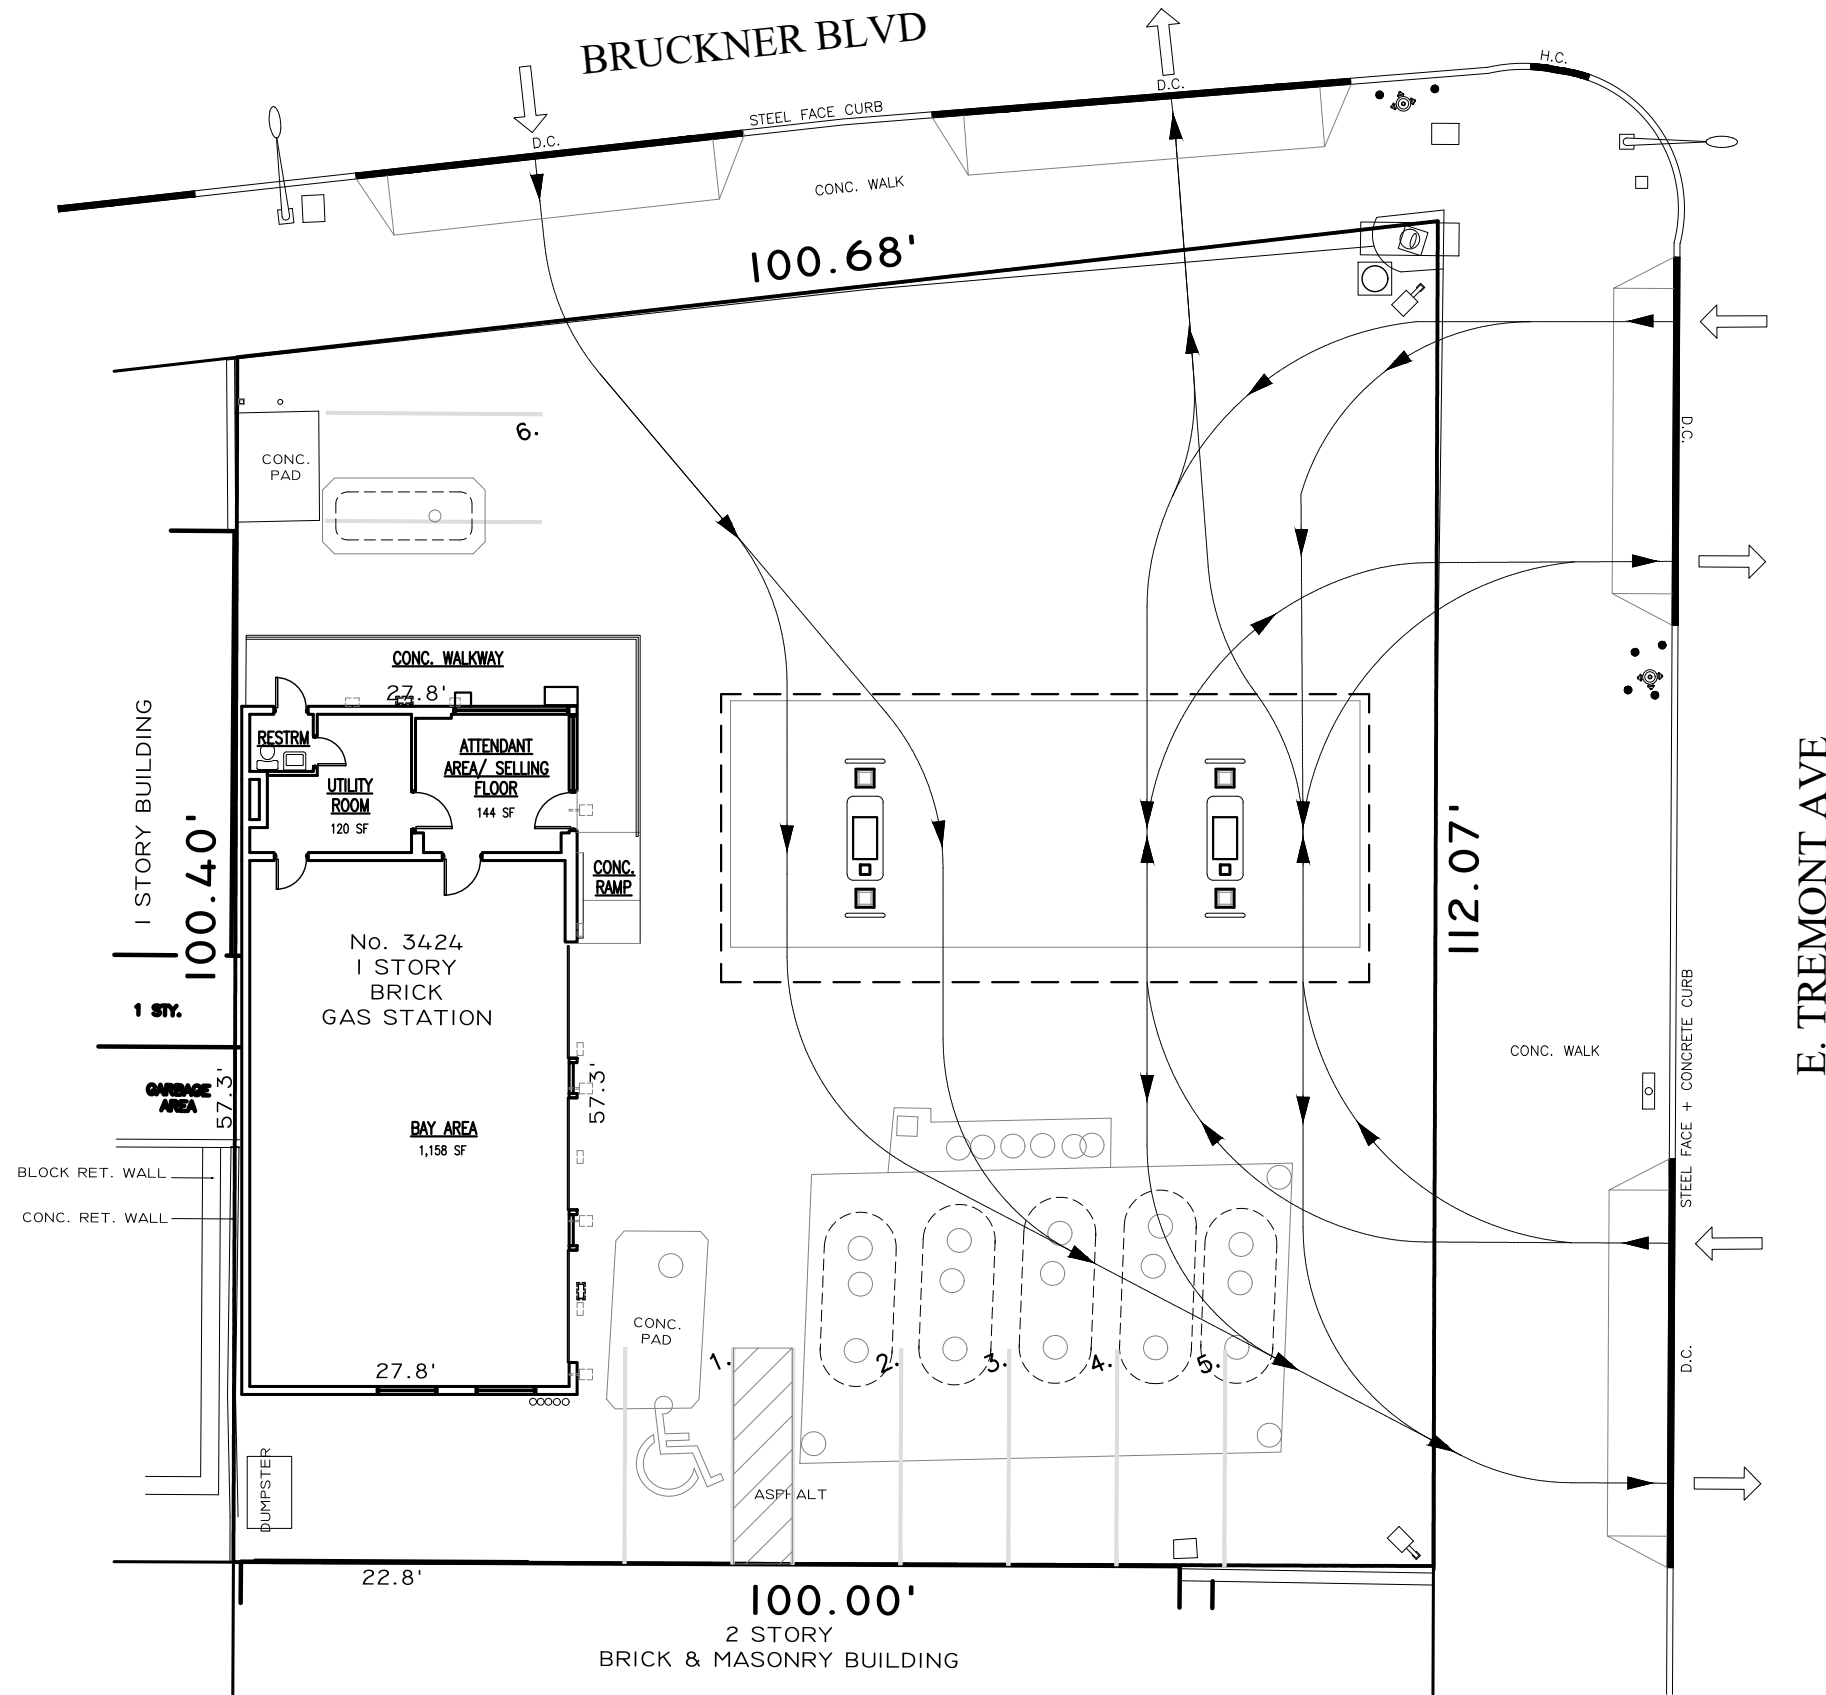 BRUCKNER BLVD
H.C.
D.C.
STEEL FACE CURB
D.C.
CONC. WALK
100.68'
D.C.
6.
CONC.
PAD
CONC. WALKWAY
27.8'
RESTRM
ATTENDANT
AREA/ SELLING
FLOOR
144 SF
UTILITY
ROOM
120 SF
1 STORY BUILDING
100.40'
112.07'
E. TREMONT AVE
CONC.
RAMP
No. 3424
1 STORY
BRICK
GAS STATION
1 STY.
GARBAGE
AREA
57.3'
57.3'
CONC. WALK
STEEL FACE + CONCRETE CURB
BAY AREA
1,158 SF
BLOCK RET. WALL
CONC. RET. WALL
CONC.
PAD
27.8'
1.
2.
3.
4.
5.
D.C.
DUMPSTER
ASPHALT
22.8'
100.00'
2 STORY
BRICK & MASONRY BUILDING